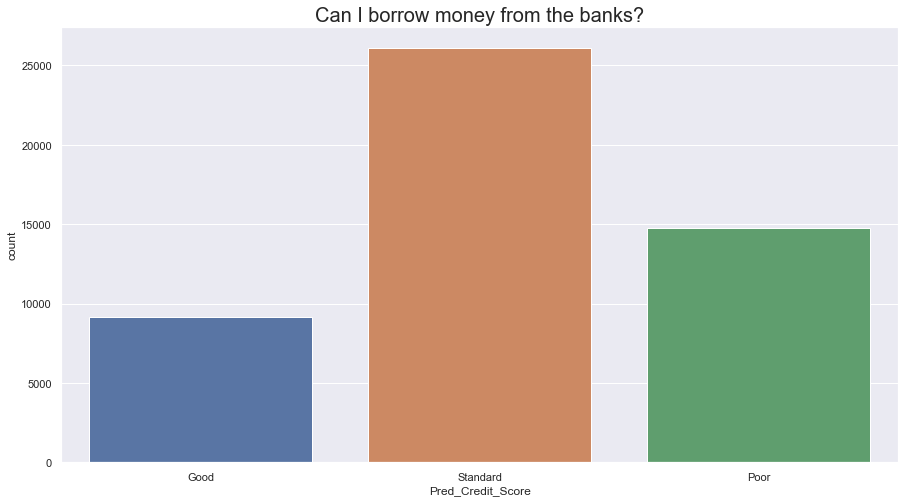 Can I borrow money from the banks?
25000
20000
15000
10000
5000
0
count
Good
Standard
Poor
Pred_Credit_Score